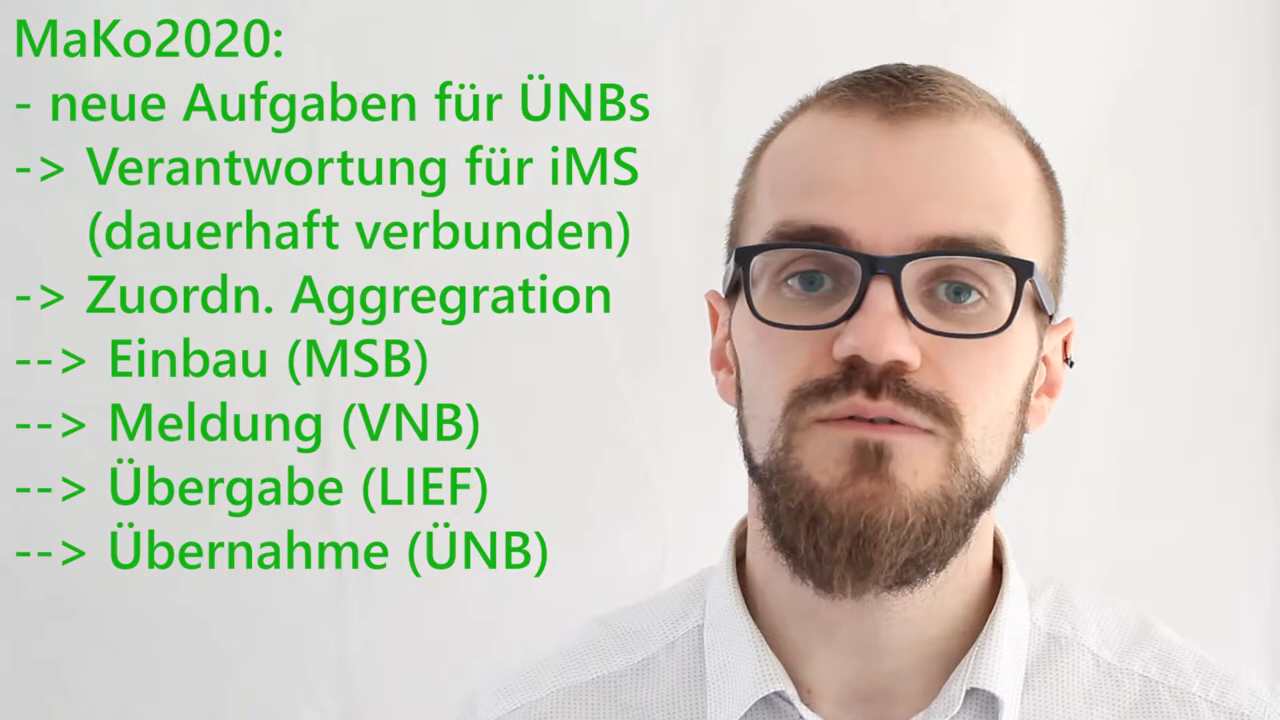 MaKo2020:
- neue Aufgaben für ÜNBs
-> Verantwortung für iMS
(dauerhaft verbunden)
-> Zuordn. Aggregration
--> Einbau (MSB)
--> Meldung (VNB)
--> Übergabe (LIEF)
--> Übernahme (ÜNB)